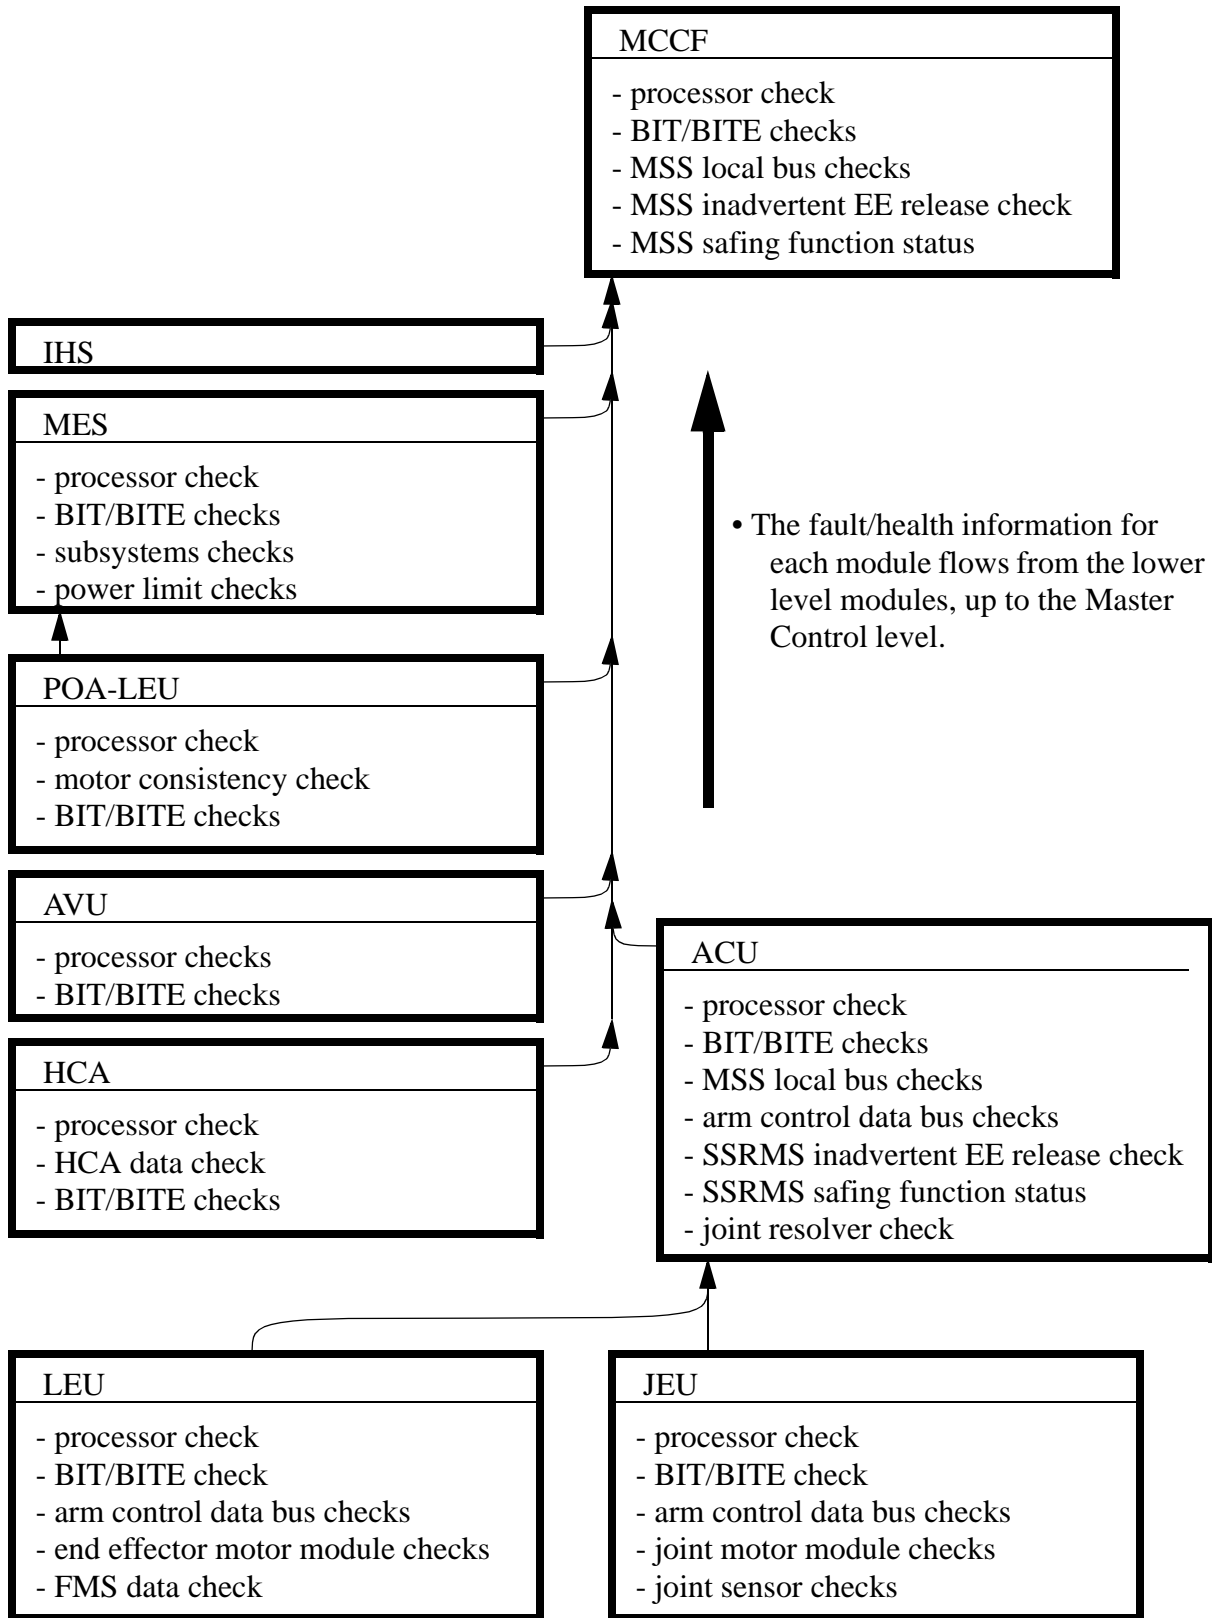 MCCF
- processor check
- BIT/BITE checks
- MSS local bus checks
- MSS inadvertent EE release check
- MSS safing function status
IHS
MES
- processor check
- BIT/BITE checks
- subsystems checks
- power limit checks
• The fault/health information for
each module flows from the lower
level modules, up to the Master
Control level.
POA-LEU
- processor check
- motor consistency check
- BIT/BITE checks
AVU
- processor checks
- BIT/BITE checks
ACU
- processor check
- BIT/BITE checks
- MSS local bus checks
- arm control data bus checks
- SSRMS inadvertent EE release check
- SSRMS safing function status
- joint resolver check
HCA
- processor check
- HCA data check
- BIT/BITE checks
LEU
- processor check
- BIT/BITE check
- arm control data bus checks
- end effector motor module checks
- FMS data check
JEU
- processor check
- BIT/BITE check
- arm control data bus checks
- joint motor module checks
- joint sensor checks